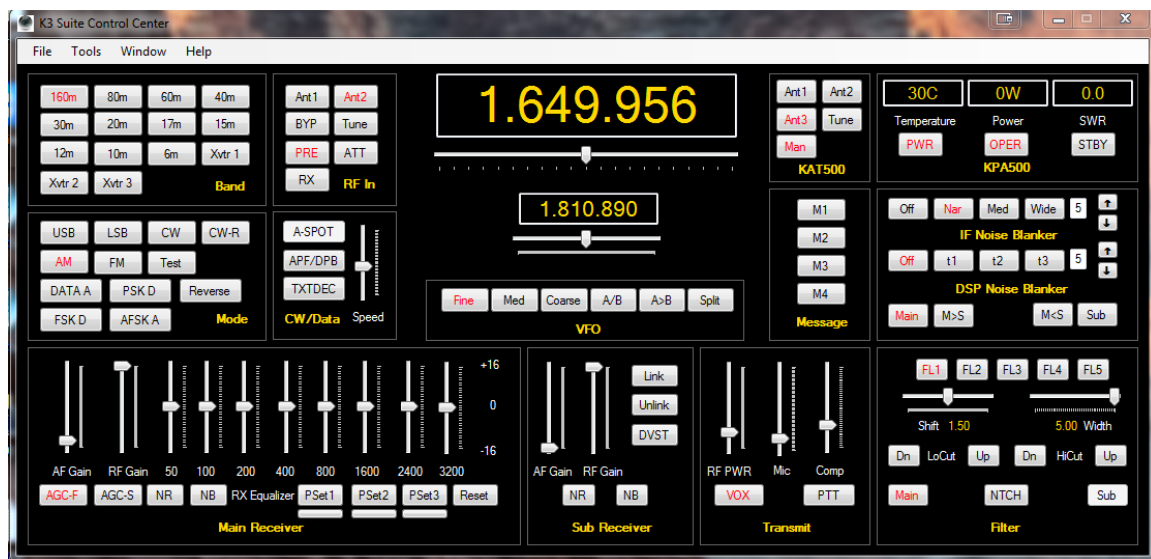 K3 Suite Control Center
File Tools Window Help
160m 80m 60m 40m
30m 20m 17m 15m
12m 10m 6m Xvtr 1
Xvtr 2 Xvtr 3 Band
Ant1 Ant2
BYP Tune
PRE ATT
RX RF In
1.649.956
1.810.890
Ant1 Ant2
Ant3 Tune
Man
KAT500
30C 0W 0.0
Temperature Power SWR
PWR OPER STBY
KPA500
USB LSB CW CW-R
AM FM Test
DATA A PSK D Reverse
FSK D AFSK A Mode
A-SPOT
APF/DPB
TXTDEC
CW/Data Speed
Fine Med Coarse A/B A>B Split
VFO
M1
M2
M3
M4
Message
Off Nar Med Wide 5
IF Noise Blanker
Off t1 t2 t3 5
DSP Noise Blanker
Main M>S M<S Sub
+16
0
-16
AF Gain RF Gain 50 100 200 400 800 1600 2400 3200
AGC-F AGC-S NR NB RX Equalizer PSet1 PSet2 PSet3 Reset
Main Receiver
Link
Unlink
DVST
AF Gain RF Gain
NR NB
Sub Receiver
RF PWR Mic Comp
VOX PTT
Transmit
FL1 FL2 FL3 FL4 FL5
Shift 1.50 5.00 Width
Dn LoCut Up Dn HiCut Up
Main NTCH Sub
Filter